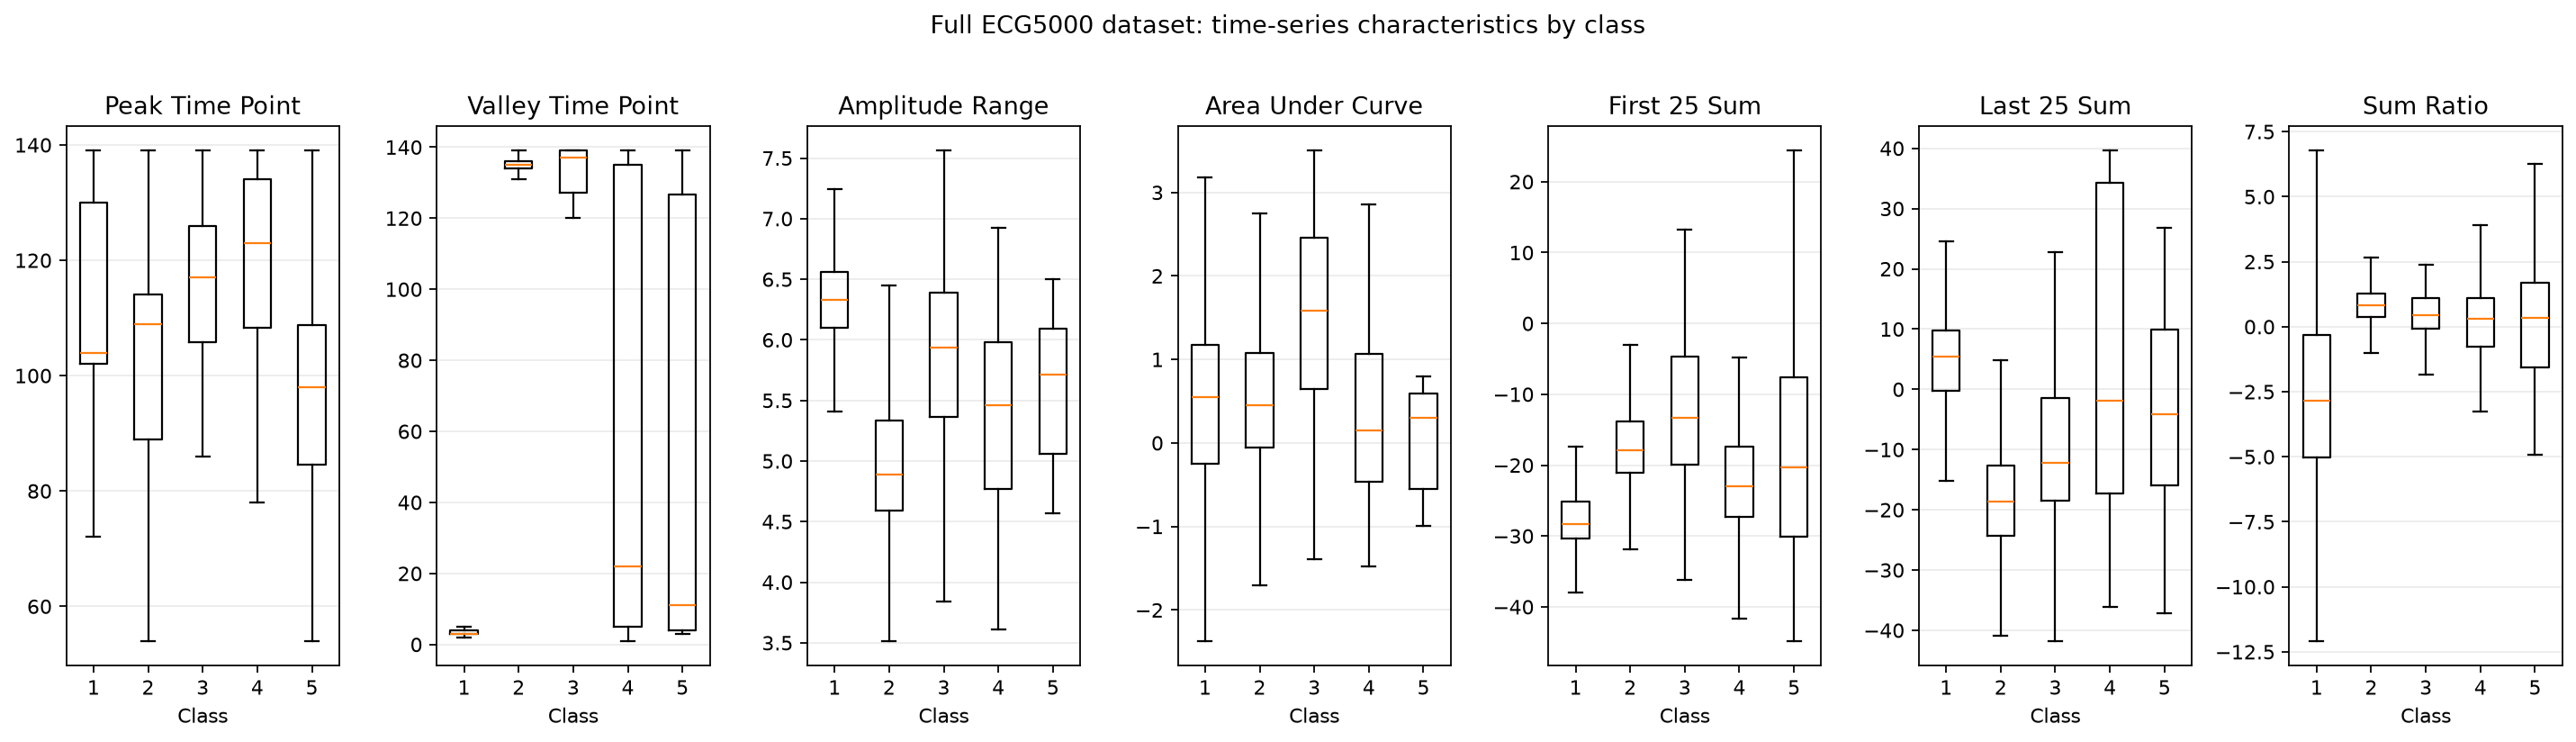 Full ECG5000 dataset: time-series characteristics by class
Peak Time Point
140
120
100
80
60
1 2 3 4 5
Class
Valley Time Point
140
120
100
80
60
40
20
0
1 2 3 4 5
Class
Amplitude Range
7.5
7.0
6.5
6.0
5.5
5.0
4.5
4.0
3.5
1 2 3 4 5
Class
Area Under Curve
3
2
1
0
−1
−2
1 2 3 4 5
Class
First 25 Sum
20
10
0
−10
−20
−30
−40
1 2 3 4 5
Class
Last 25 Sum
40
30
20
10
0
−10
−20
−30
−40
1 2 3 4 5
Class
Sum Ratio
7.5
5.0
2.5
0.0
−2.5
−5.0
−7.5
−10.0
−12.5
1 2 3 4 5
Class